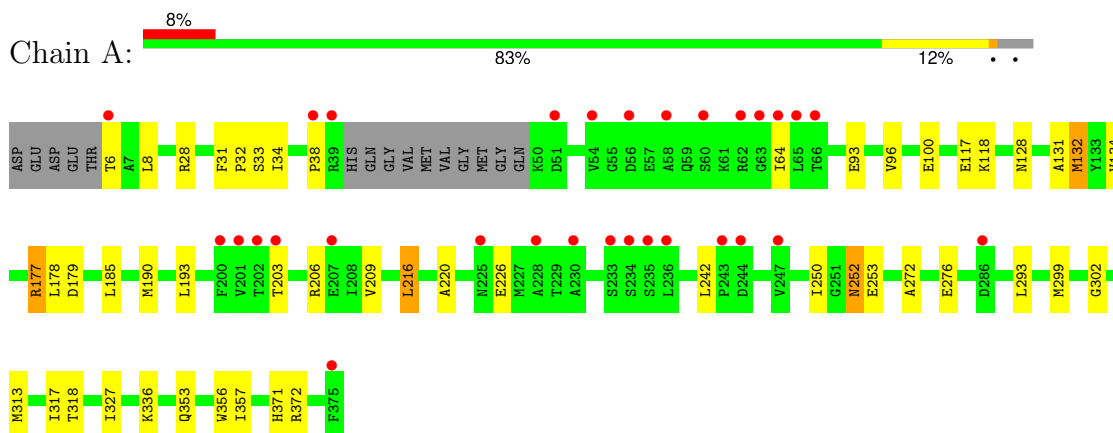 8%
Chain A:
83% 12% • •
ASP GLU ASP GLU THR T6 A7 L8 R28 F31 P32 S33 I34 P38 R39 HIS GLN GLY GLY VAL MET VAL GLY MET GLY GLN K50 D51 V54 G55 D56 E57 A58 Q59 S60 K61 R62 G63 I64 L65 T66 E93 V96 E100 E117 K118 N128 A131 M132 Y133
R177 L178 D179 L185 M190 L193 F200 V201 T202 T203 R206 E207 I208 V209 L216 A220 N225 E226 M227 A228 T229 A230 S233 S234 S235 L236 L242 P243 D244 V247 I250 G251 N252 E253 A272 E276 D286 L293 M299 G302
M313 I317 T318 I327 K336 Q353 W356 I357 H371 R372 F375